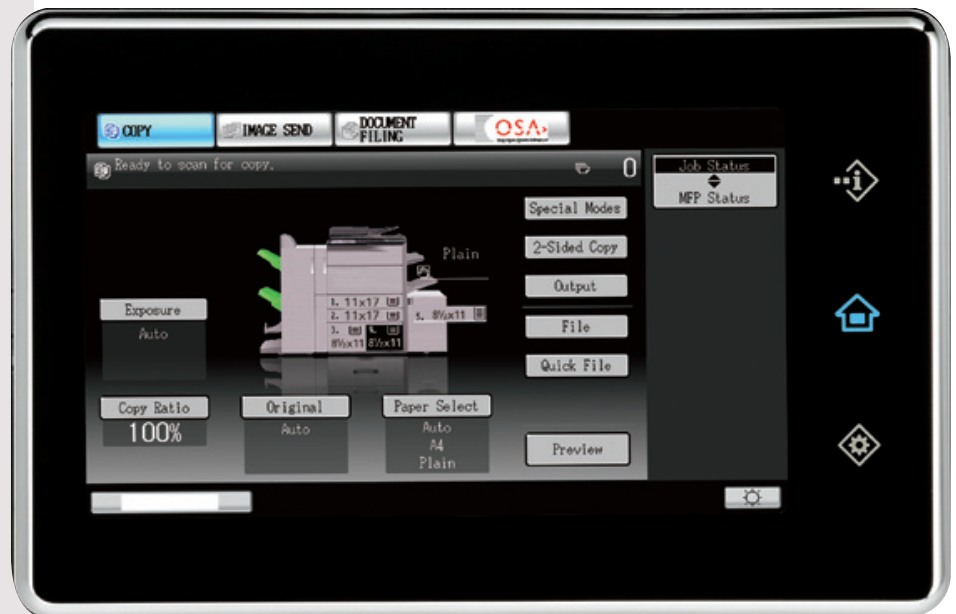 COPY
IMAGE SEND
DOCUMENT
FILING
OSA
Ready to scan for copy.
0
Job Status
MFP Status
Special Modes
2-Sided Copy
Output
File
Quick File
Preview
Plain
1. 11x17
2. 11x17
3.
8½x11 8½x11
5. 8½x11
Exposure
Auto
Copy Ratio
100%
Original
Auto
Paper Select
Auto
A4
Plain